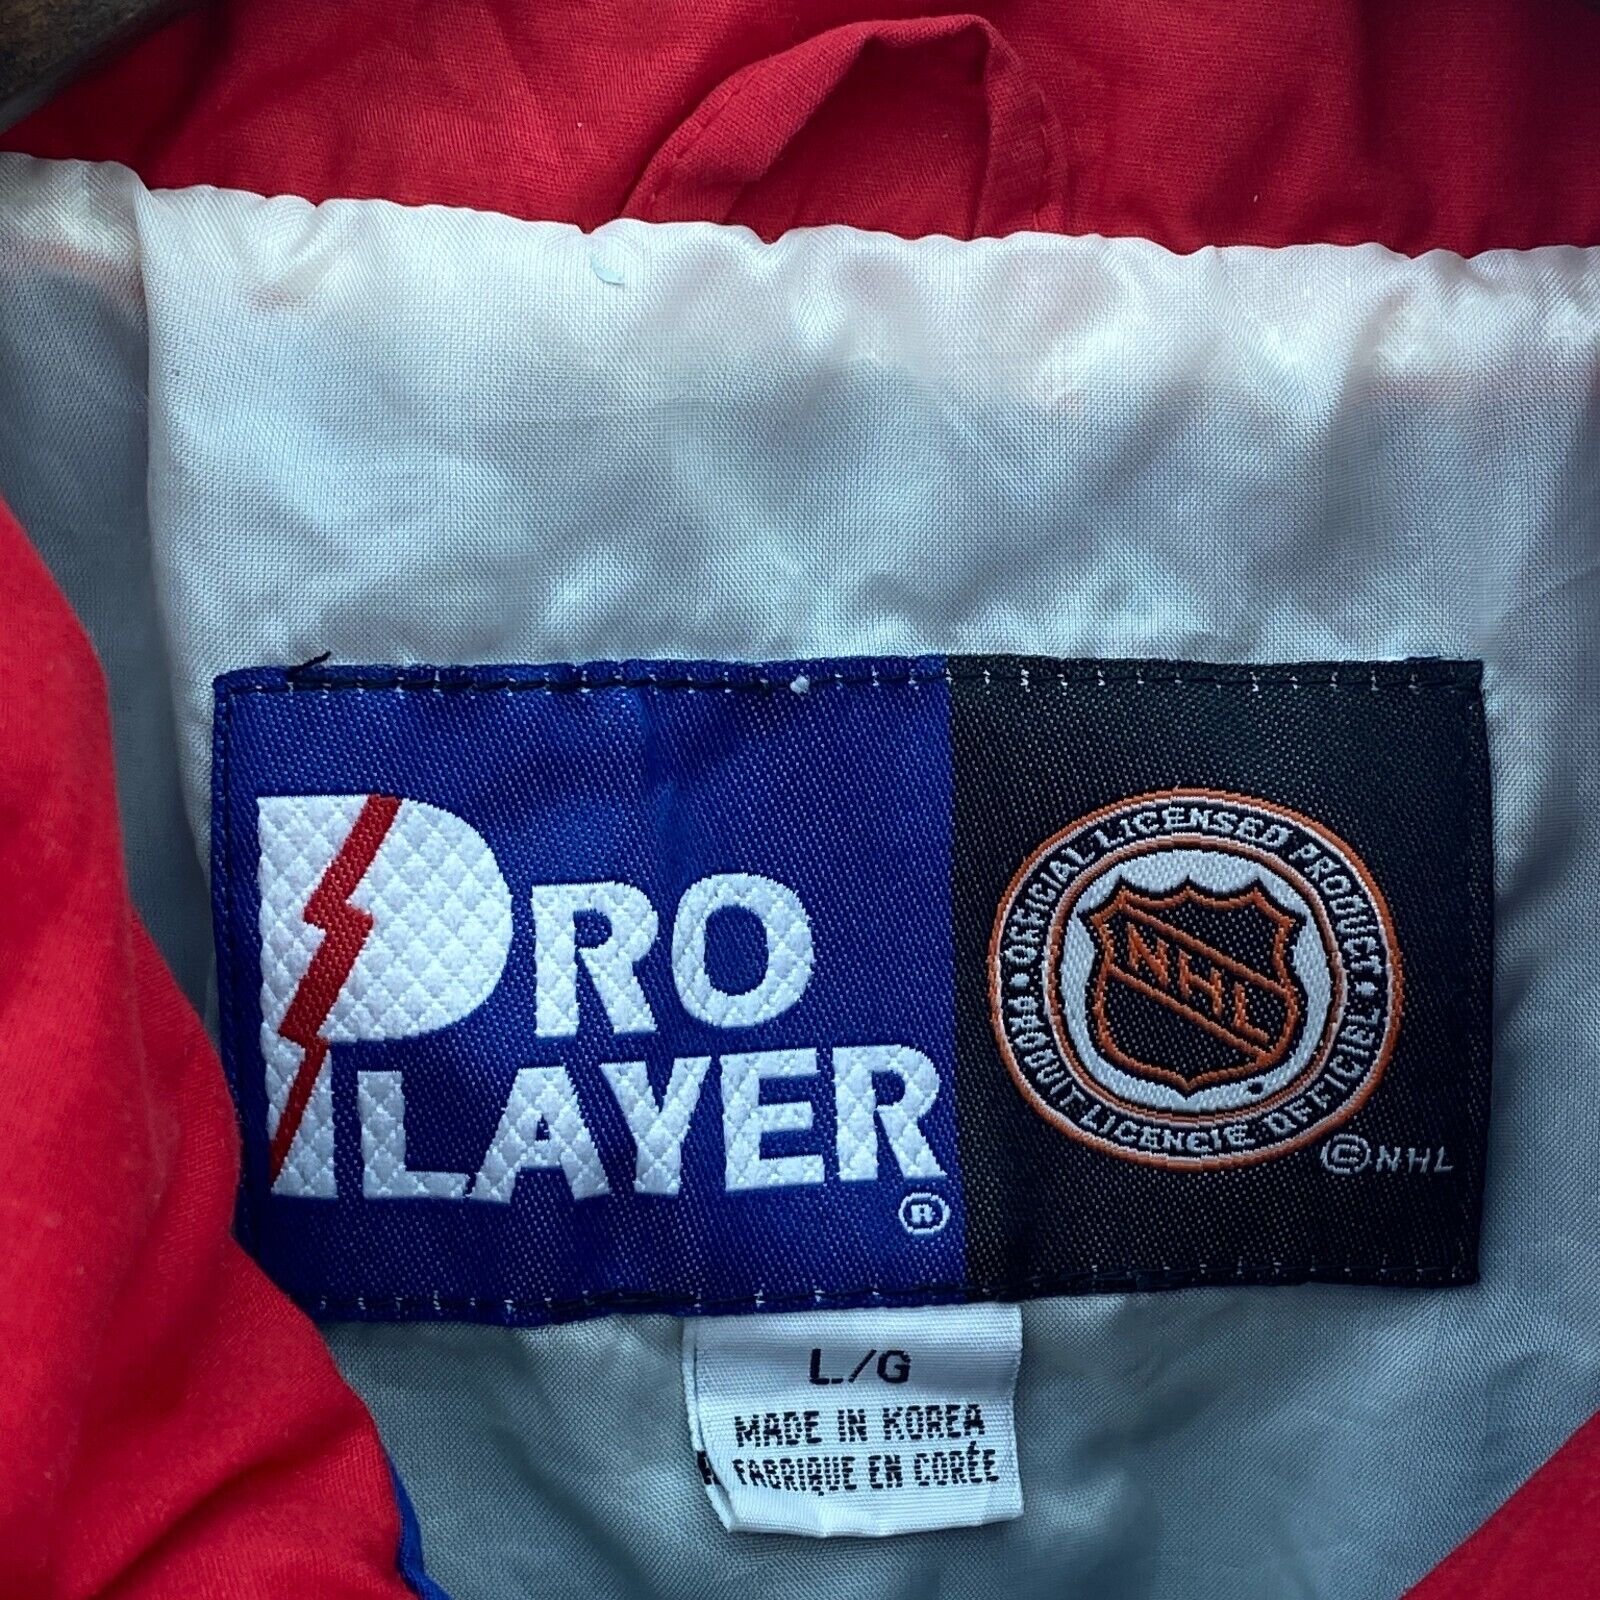 PRO
PLAYER
®
OFFICIAL LICENSED PRODUCT • PRODUIT LICENCIE OFFICIEL •
NHL
© NHL
L/G
MADE IN KOREA
FABRIQUE EN CORÉE